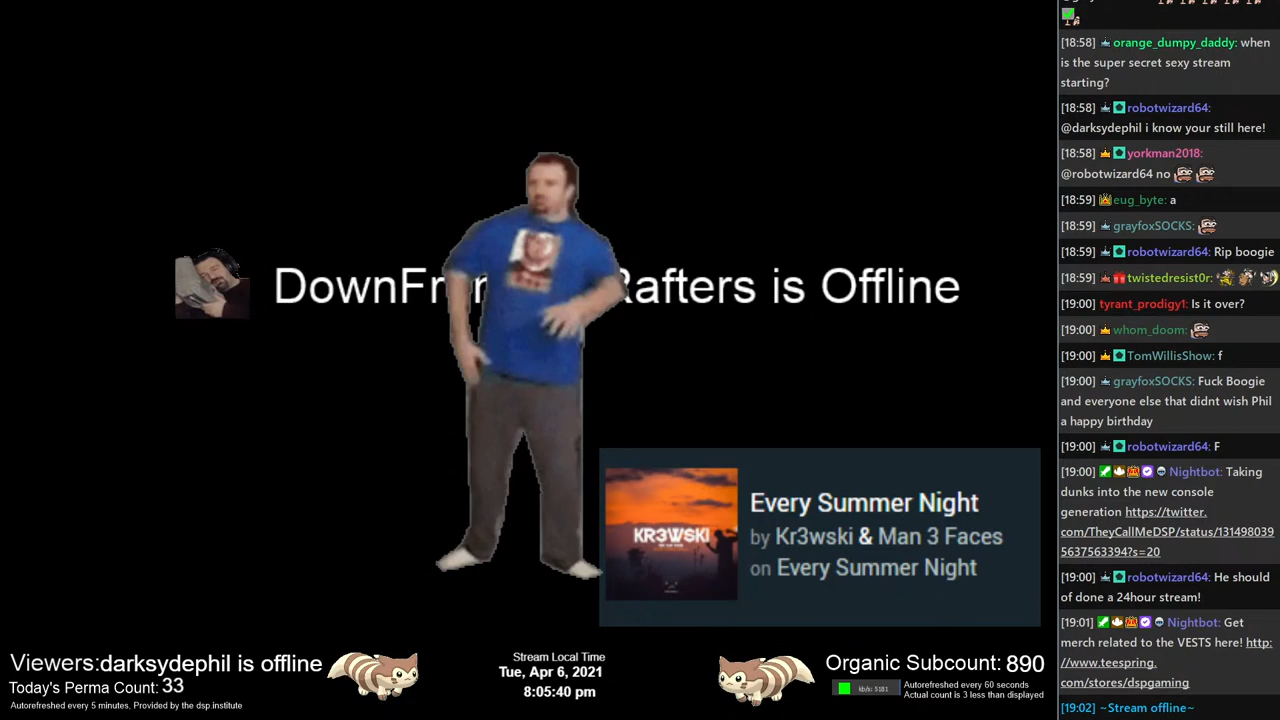 DownFr Rafters is Offline
KR3WSKI
Every Summer Night
by Kr3wski & Man 3 Faces
on Every Summer Night
Viewers:darksydephil is offline
Today's Perma Count: 33
Autorefreshed every 5 minutes, Provided by the dsp.institute
Stream Local Time
Tue, Apr 6, 2021
8:05:40 pm
Organic Subcount: 890
kb/s: 5181
Autorefreshed every 60 seconds
Actual count is 3 less than displayed
[18:58] orange_dumpy_daddy: when
is the super secret sexy stream
starting?
[18:58] robotwizard64:
@darksydephil i know your still here!
[18:58] yorkman2018:
@robotwizard64 no
[18:59] eug_byte: a
[18:59] grayfoxSOCKS:
[18:59] robotwizard64: Rip boogie
[18:59] twistedresist0r:
[19:00] tyrant_prodigy1: Is it over?
[19:00] whom_doom:
[19:00] TomWillisShow: f
[19:00] grayfoxSOCKS: Fuck Boogie
and everyone else that didnt wish Phil
a happy birthday
[19:00] robotwizard64: F
[19:00] Nightbot: Taking
dunks into the new console
generation https://twitter.
com/TheyCallMeDSP/status/131498039
5637563394?s=20
[19:00] robotwizard64: He should
of done a 24hour stream!
[19:01] Nightbot: Get
merch related to the VESTS here! http:
//www.teespring.
com/stores/dspgaming
[19:02] ~Stream offline~